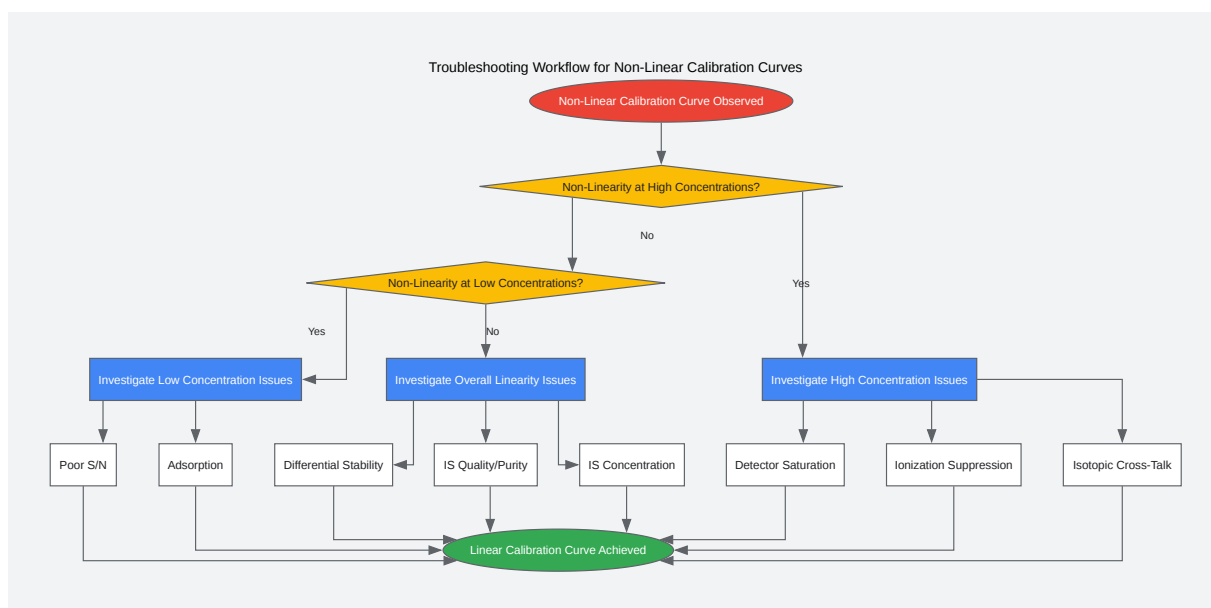 Troubleshooting Workflow for Non-Linear Calibration Curves
Non-Linear Calibration Curve Observed
Non-Linearity at High Concentrations?
No
Non-Linearity at Low Concentrations?
Yes
Yes
No
Investigate Low Concentration Issues
Investigate Overall Linearity Issues
Investigate High Concentration Issues
Poor S/N
Adsorption
Differential Stability
IS Quality/Purity
IS Concentration
Detector Saturation
Ionization Suppression
Isotopic Cross-Talk
Linear Calibration Curve Achieved